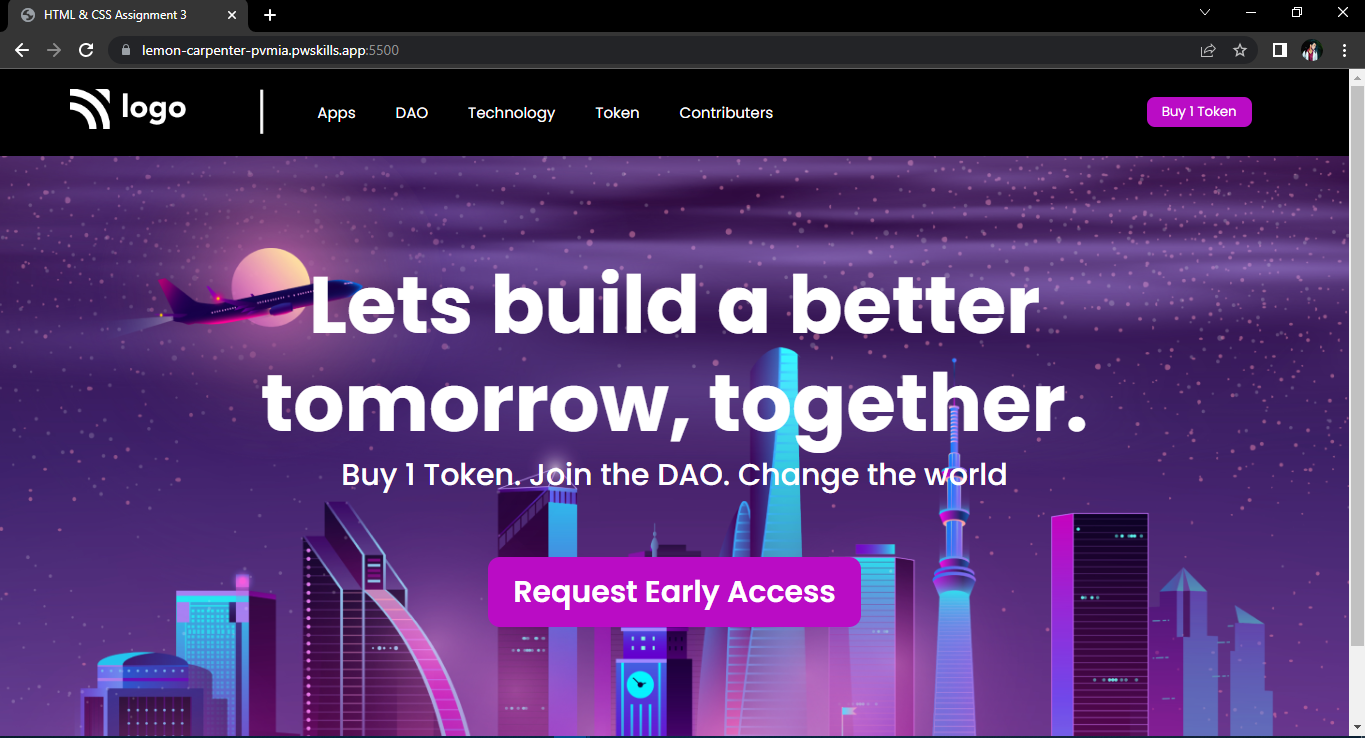 HTML & CSS Assignment 3
lemon-carpenter-pvmia.pwskills.app:5500
logo
Apps DAO Technology Token Contributers
Buy 1 Token
Lets build a better
tomorrow, together.
Buy 1 Token. Join the DAO. Change the world
Request Early Access